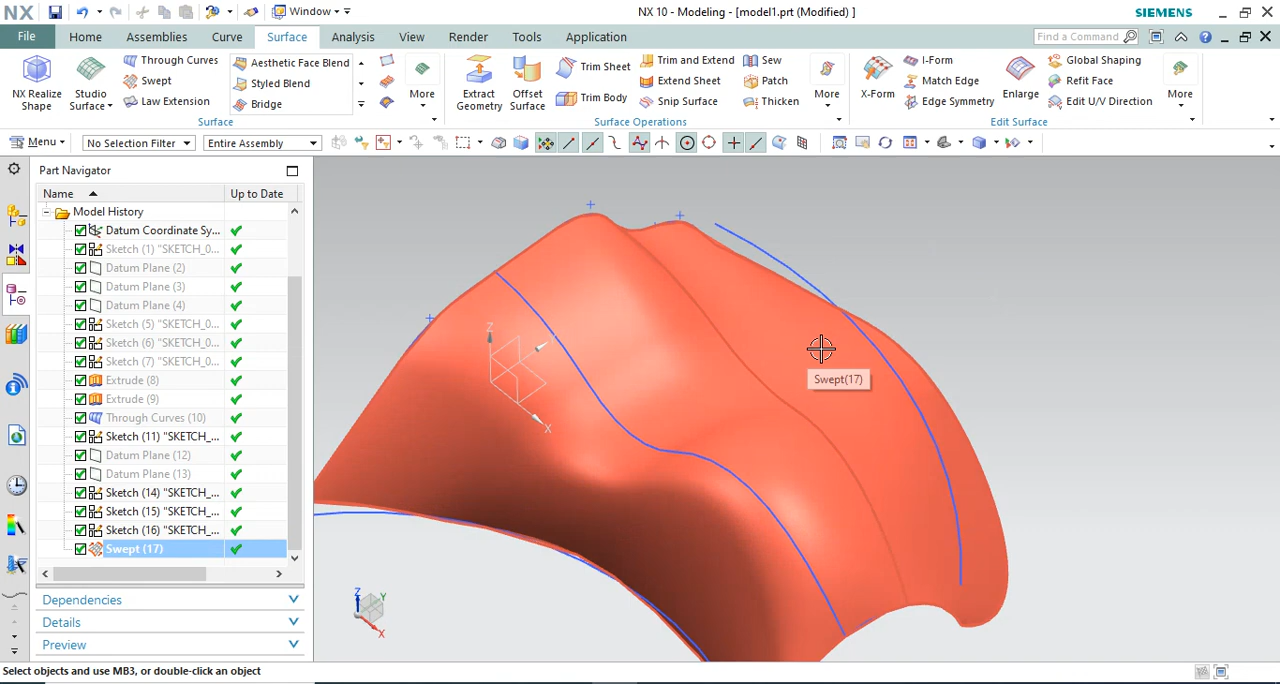 NX
Window
NX 10 - Modeling - [model1.prt (Modified) ]
SIEMENS
File
Home
Assemblies
Curve
Surface
Analysis
View
Render
Tools
Application
Find a Command
NX Realize Shape
Studio Surface
Through Curves
Swept
Law Extension
Aesthetic Face Blend
Styled Blend
Bridge
More
Surface
Extract Geometry
Offset Surface
Trim Sheet
Trim Body
Trim and Extend
Extend Sheet
Snip Surface
Sew
Patch
Thicken
More
Surface Operations
X-Form
I-Form
Match Edge
Edge Symmetry
Enlarge
Global Shaping
Refit Face
Edit U/V Direction
More
Edit Surface
Menu
No Selection Filter
Entire Assembly
Part Navigator
Name
Up to Date
Model History
Datum Coordinate Sy...
Sketch (1) "SKETCH_0...
Datum Plane (2)
Datum Plane (3)
Datum Plane (4)
Sketch (5) "SKETCH_0...
Sketch (6) "SKETCH_0...
Sketch (7) "SKETCH_0...
Extrude (8)
Extrude (9)
Through Curves (10)
Sketch (11) "SKETCH_...
Datum Plane (12)
Datum Plane (13)
Sketch (14) "SKETCH_...
Sketch (15) "SKETCH_...
Sketch (16) "SKETCH_...
Swept (17)
Dependencies
Details
Preview
Z
X
Swept(17)
Z
Y
X
Select objects and use MB3, or double-click an object